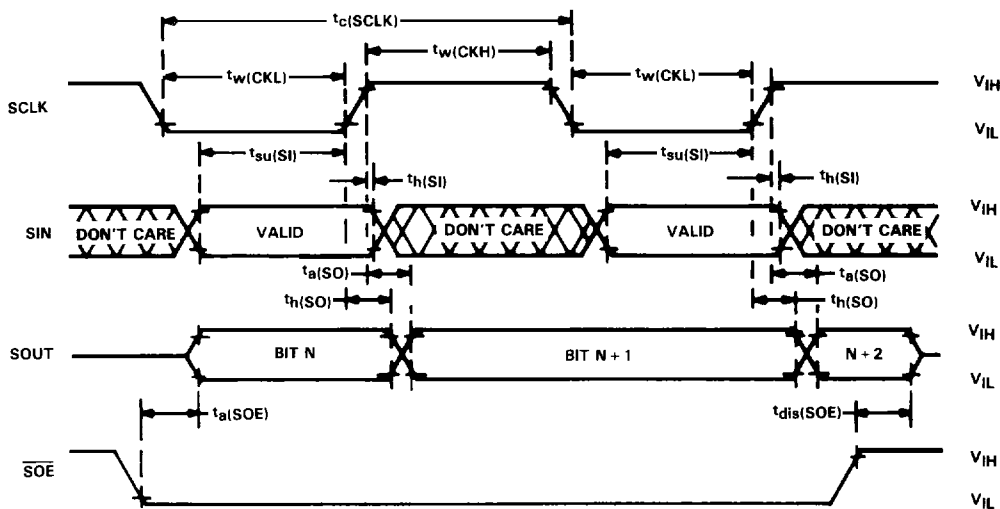 tc(SCLK)
tw(CKH)
tw(CKL) tw(CKL)
SCLK VIH
VIL
tsu(SI) tsu(SI)
th(SI) th(SI)
SIN DON'T CARE VALID DON'T CARE VALID DON'T CARE VIH
VIL
ta(SO) ta(SO)
th(SO) th(SO)
SOUT BIT N BIT N + 1 N + 2 VIH
VIL
ta(SOE) tdis(SOE)
SOE VIH
VIL